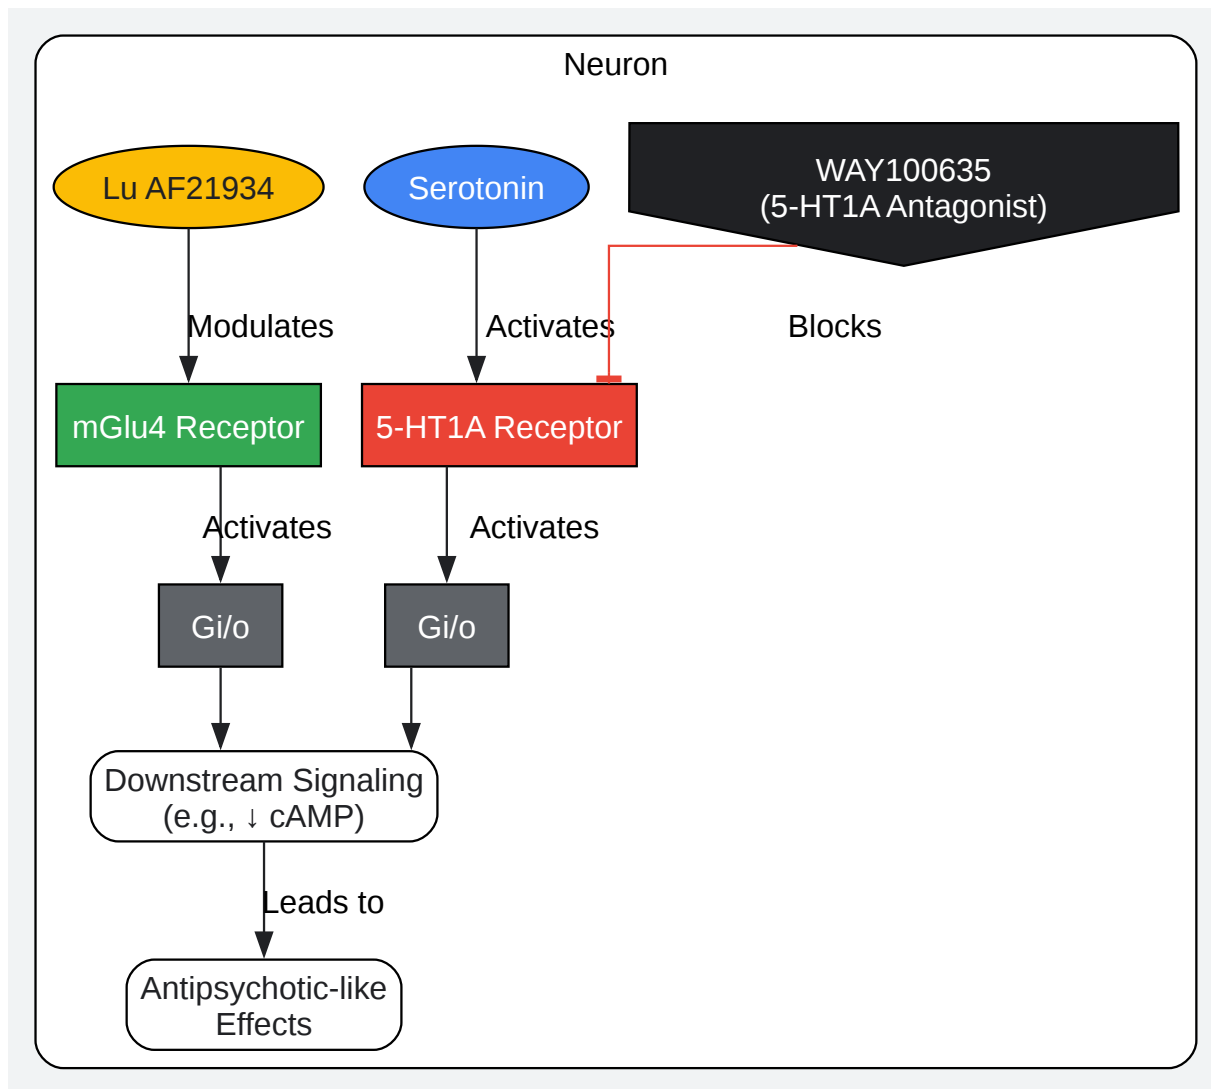 Neuron
Lu AF21934
Serotonin
WAY100635
(5-HT1A Antagonist)
Modulates
Activates
Blocks
mGlu4 Receptor
5-HT1A Receptor
Activates
Activates
Gi/o
Gi/o
Downstream Signaling
(e.g., ↓ cAMP)
Leads to
Antipsychotic-like
Effects